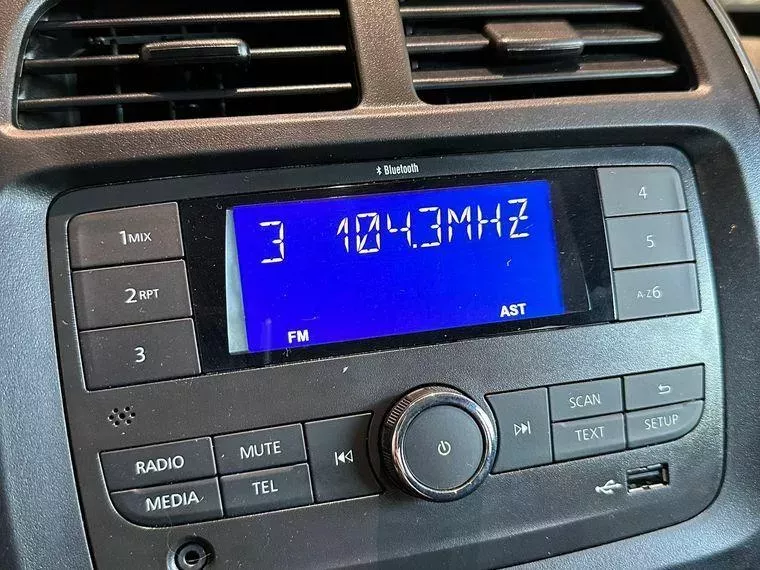 Bluetooth
1MIX
2RPT
3
3 104.3MHZ
FM
AST
4
5
A-Z6
RADIO
MEDIA
MUTE
TEL
SCAN
TEXT
SETUP